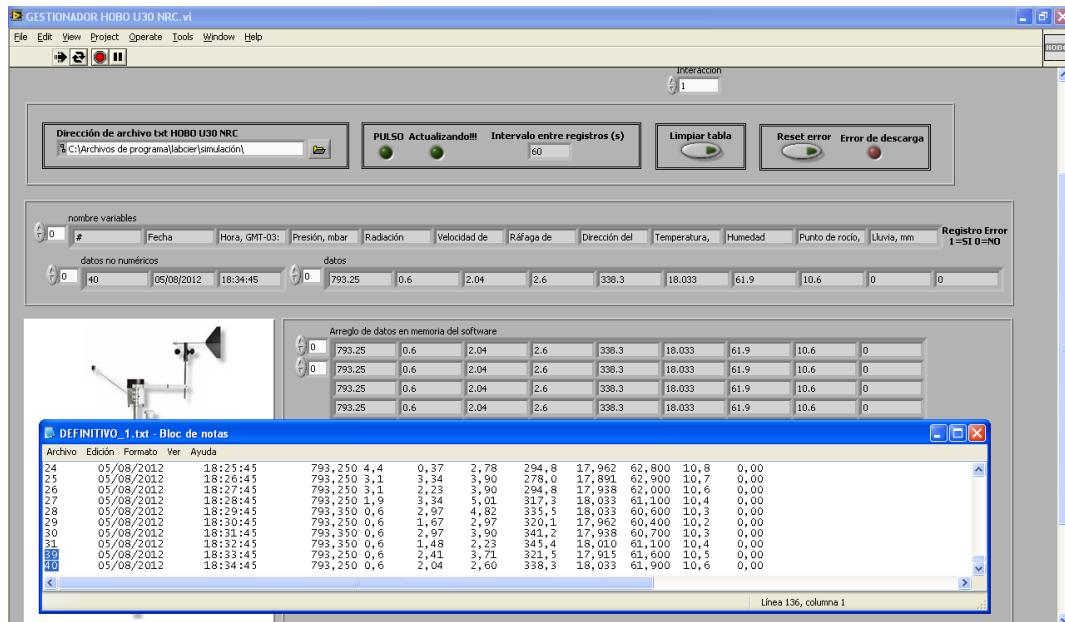 GESTIONADOR HOBO U30 NRC.vi
File Edit View Project Operate Tools Window Help
HOBO
Interacción
1
Dirección de archivo txt HOBO U30 NRC
C:\Archivos de programa\labcier\simulación\
PULSO Actualizando!!! Intervalo entre registros (s)
60
Limpiar tabla
Reset error Error de descarga
nombre variables
0 # Fecha Hora, GMT-03: Presión, mbar Radiación Velocidad de Ráfaga de Dirección del Temperatura, Humedad Punto de rocío, Lluvia, mm
Registro Error
1=SI 0=NO
datos no numéricos datos
0 40 05/08/2012 18:34:45 0 793.25 0.6 2.04 2.6 338.3 18.033 61.9 10.6 0 0
Arreglo de datos en memoria del software
0 793.25 0.6 2.04 2.6 338.3 18.033 61.9 10.6 0
0 793.25 0.6 2.04 2.6 338.3 18.033 61.9 10.6 0
793.25 0.6 2.04 2.6 338.3 18.033 61.9 10.6 0
793.25 0.6 2.04 2.6 338.3 18.033 61.9 10.6 0
DEFINITIVO_1.txt - Bloc de notas
Archivo Edición Formato Ver Ayuda
24 05/08/2012 18:25:45 793,250 4,4 0,37 2,78 294,8 17,962 62,800 10,8 0,00
25 05/08/2012 18:26:45 793,250 3,1 3,34 3,90 278,0 17,891 62,900 10,7 0,00
26 05/08/2012 18:27:45 793,250 3,1 2,23 3,90 294,8 17,938 62,000 10,6 0,00
27 05/08/2012 18:28:45 793,250 1,9 3,34 5,01 317,3 18,033 61,100 10,4 0,00
28 05/08/2012 18:29:45 793,350 0,6 2,97 4,82 335,5 18,033 60,600 10,3 0,00
29 05/08/2012 18:30:45 793,250 0,6 1,67 2,97 320,1 17,962 60,400 10,2 0,00
30 05/08/2012 18:31:45 793,350 0,6 2,97 3,90 341,2 17,938 60,700 10,3 0,00
31 05/08/2012 18:32:45 793,350 0,6 1,48 2,23 345,4 18,010 61,100 10,4 0,00
39 05/08/2012 18:33:45 793,250 0,6 2,41 3,71 321,5 17,915 61,600 10,5 0,00
40 05/08/2012 18:34:45 793,250 0,6 2,04 2,60 338,3 18,033 61,900 10,6 0,00
Línea 136, columna 1